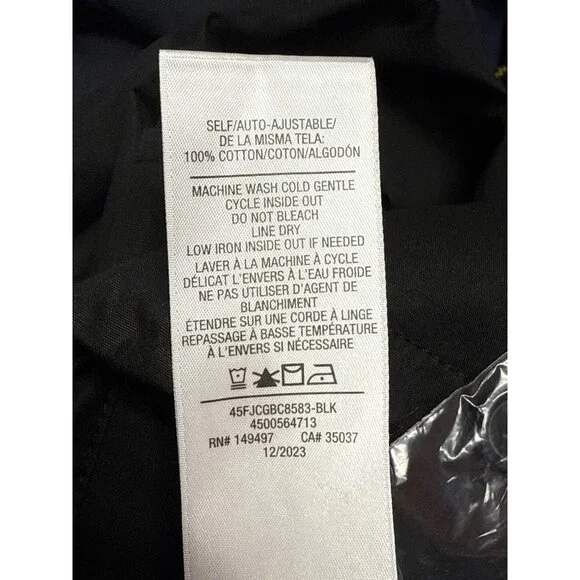 SELF/AUTO-AJUSTABLE/
DE LA MISMA TELA:
100% COTTON/COTON/ALGODÓN
MACHINE WASH COLD GENTLE
CYCLE INSIDE OUT
DO NOT BLEACH
LINE DRY
LOW IRON INSIDE OUT IF NEEDED
LAVER À LA MACHINE À CYCLE
DÉLICAT L'ENVERS À L'EAU FROIDE
NE PAS UTILISER D'AGENT DE
BLANCHIMENT
ÉTENDRE SUR UNE CORDE À LINGE
REPASSAGE À BASSE TEMPÉRATURE
À L'ENVERS SI NÉCESSAIRE
45FJCGBC8583-BLK
4500564713
RN# 149497 CA# 35037
12/2023